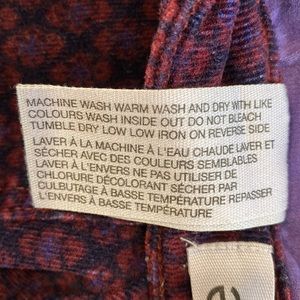 MACHINE WASH WARM WASH AND DRY WITH LIKE
COLOURS WASH INSIDE OUT DO NOT BLEACH
TUMBLE DRY LOW LOW IRON ON REVERSE SIDE
LAVER À LA MACHINE À L'EAU CHAUDE LAVER ET
SÉCHER AVEC DES COULEURS SEMBLABLES
LAVER À L'ENVERS NE PAS UTILISER DE
CHLORURE DÉCOLORANT SÉCHER PAR
CULBUTAGE À BASSE TEMPÉRATURE REPASSER
L'ENVERS À BASSE TEMPÉRATURE